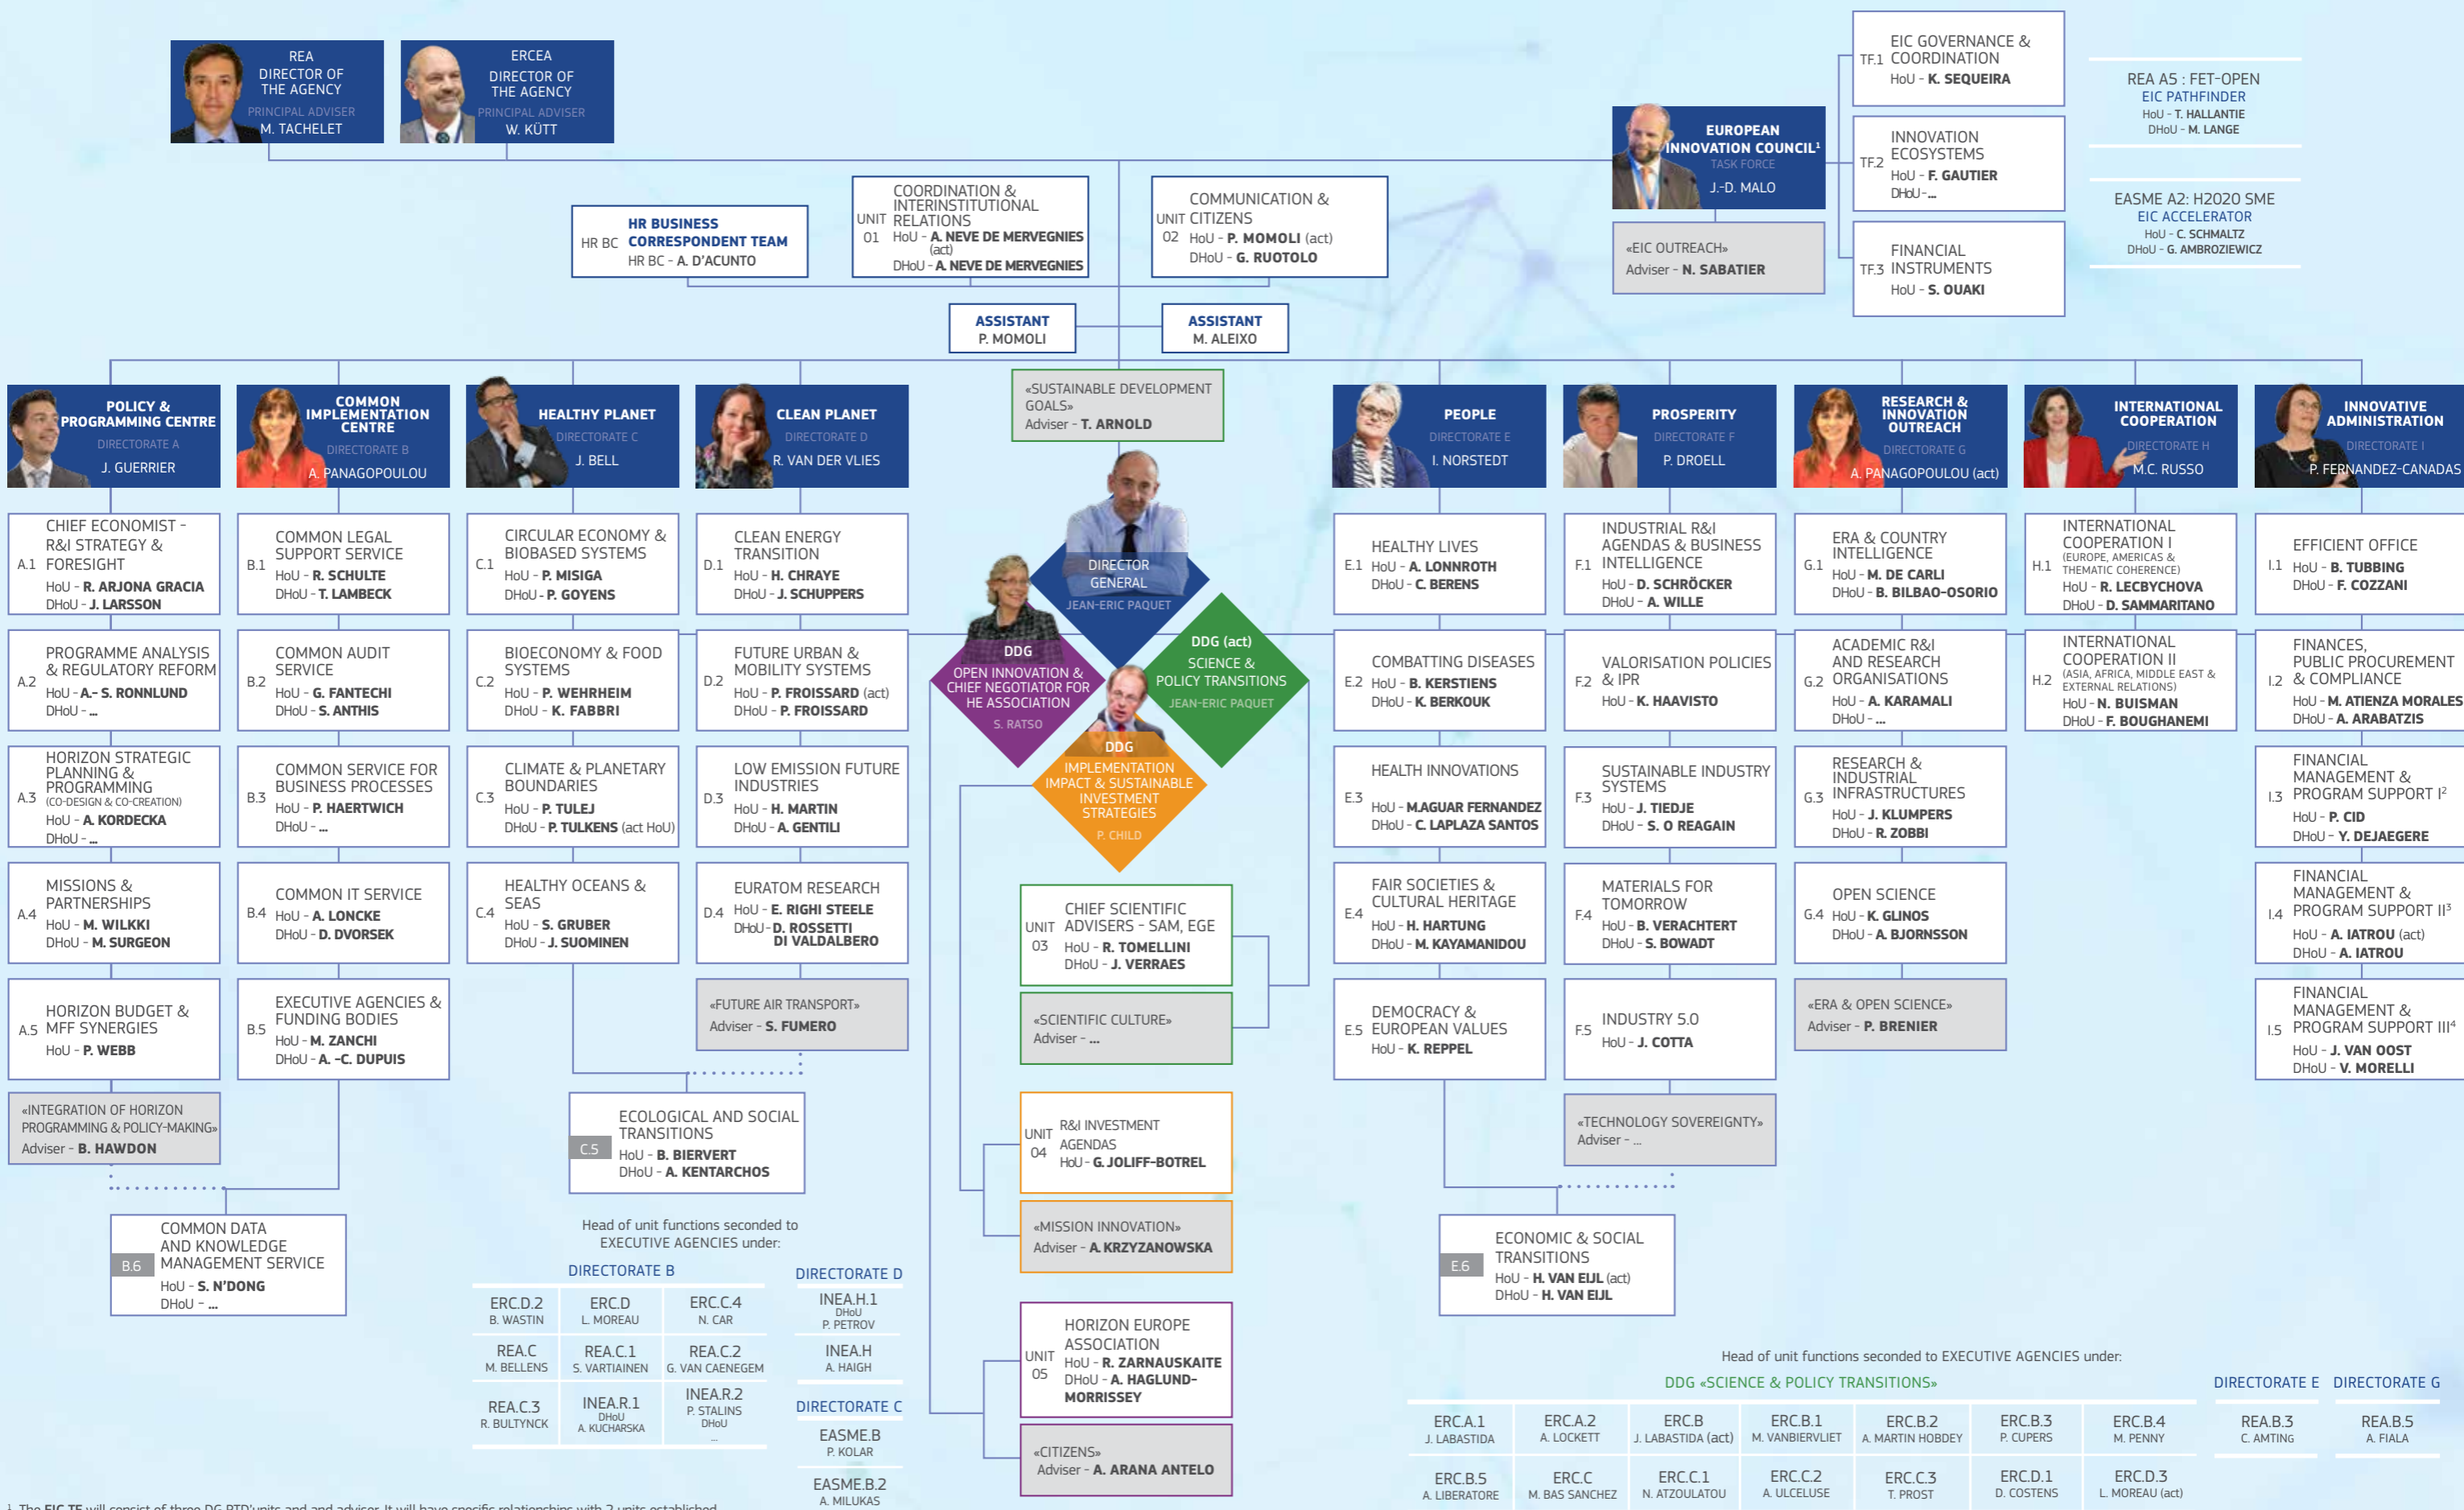 REA
DIRECTOR OF
THE AGENCY
PRINCIPAL ADVISER
M. TACHELET
ERCEA
DIRECTOR OF
THE AGENCY
PRINCIPAL ADVISER
W. KÜTT
HR BC
HR BUSINESS
CORRESPONDENT TEAM
HR BC - A. D'ACUNTO
UNIT
01
COORDINATION &
INTERINSTITUTIONAL
RELATIONS
HoU - A. NEVE DE MERVEGNIES
(act)
DHoU - A. NEVE DE MERVEGNIES
UNIT
02
COMMUNICATION &
CITIZENS
HoU - P. MOMOLI (act)
DHoU - G. RUOTOLO
ASSISTANT
P. MOMOLI
ASSISTANT
M. ALEIXO
EUROPEAN
INNOVATION COUNCIL¹
TASK FORCE
J.-D. MALO
«EIC OUTREACH»
Adviser - N. SABATIER
TF.1
EIC GOVERNANCE &
COORDINATION
HoU - K. SEQUEIRA
TF.2
INNOVATION
ECOSYSTEMS
HoU - F. GAUTIER
DHoU-...
TF.3
FINANCIAL
INSTRUMENTS
HoU - S. OUAKI
REA A5 : FET-OPEN
EIC PATHFINDER
HoU - T. HALLANTIE
DHoU - M. LANGE
EASME A2: H2020 SME
EIC ACCELERATOR
HoU - C. SCHMALTZ
DHoU - G. AMBROZIEWICZ
POLICY &
PROGRAMMING CENTRE
DIRECTORATE A
J. GUERRIER
A.1
CHIEF ECONOMIST -
R&I STRATEGY &
FORESIGHT
HoU - R. ARJONA GRACIA
DHoU - J. LARSSON
A.2
PROGRAMME ANALYSIS
& REGULATORY REFORM
HoU - A.- S. RONNLUND
DHoU - ...
A.3
HORIZON STRATEGIC
PLANNING &
PROGRAMMING
(CO-DESIGN & CO-CREATION)
HoU - A. KORDECKA
DHoU - ...
A.4
MISSIONS &
PARTNERSHIPS
HoU - M. WILKKI
DHoU - M. SURGEON
A.5
HORIZON BUDGET &
MFF SYNERGIES
HoU - P. WEBB
«INTEGRATION OF HORIZON
PROGRAMMING & POLICY-MAKING»
Adviser - B. HAWDON
COMMON
IMPLEMENTATION
CENTRE
DIRECTORATE B
A. PANAGOPOULOU
B.1
COMMON LEGAL
SUPPORT SERVICE
HoU - R. SCHULTE
DHoU - T. LAMBECK
B.2
COMMON AUDIT
SERVICE
HoU - G. FANTECHI
DHoU - S. ANTHIS
B.3
COMMON SERVICE FOR
BUSINESS PROCESSES
HoU - P. HAERTWICH
DHoU - ...
B.4
COMMON IT SERVICE
HoU - A. LONCKE
DHoU - D. DVORSEK
B.5
EXECUTIVE AGENCIES &
FUNDING BODIES
HoU - M. ZANCHI
DHoU - A. -C. DUPUIS
B.6
COMMON DATA
AND KNOWLEDGE
MANAGEMENT SERVICE
HoU - S. N'DONG
DHoU - ...
HEALTHY PLANET
DIRECTORATE C
J. BELL
C.1
CIRCULAR ECONOMY &
BIOBASED SYSTEMS
HoU - P. MISIGA
DHoU- P. GOYENS
C.2
BIOECONOMY & FOOD
SYSTEMS
HoU - P. WEHRHEIM
DHoU - K. FABBRI
C.3
CLIMATE & PLANETARY
BOUNDARIES
HoU - P. TULEJ
DHoU - P. TULKENS (act HoU)
C.4
HEALTHY OCEANS &
SEAS
HoU - S. GRUBER
DHoU - J. SUOMINEN
CLEAN PLANET
DIRECTORATE D
R. VAN DER VLIES
D.1
CLEAN ENERGY
TRANSITION
HoU - H. CHRAYE
DHoU - J. SCHUPPERS
D.2
FUTURE URBAN &
MOBILITY SYSTEMS
HoU - P. FROISSARD (act)
DHoU - P. FROISSARD
D.3
LOW EMISSION FUTURE
INDUSTRIES
HoU - H. MARTIN
DHoU - A. GENTILI
D.4
EURATOM RESEARCH
HoU - E. RIGHI STEELE
DHoU-D. ROSSETTI
DI VALDALBERO
«FUTURE AIR TRANSPORT»
Adviser - S. FUMERO
C.5
ECOLOGICAL AND SOCIAL
TRANSITIONS
HoU - B. BIERVERT
DHoU - A. KENTARCHOS
«SUSTAINABLE DEVELOPMENT
GOALS»
Adviser - T. ARNOLD
DIRECTOR
GENERAL
JEAN-ERIC PAQUET
DDG
OPEN INNOVATION &
CHIEF NEGOTIATOR FOR
HE ASSOCIATION
S. RATSO
DDG (act)
SCIENCE &
POLICY TRANSITIONS
JEAN-ERIC PAQUET
DDG
IMPLEMENTATION
IMPACT & SUSTAINABLE
INVESTMENT
STRATEGIES
P. CHILD
UNIT
03
CHIEF SCIENTIFIC
ADVISERS - SAM, EGE
HoU - R. TOMELLINI
DHoU - J. VERRAES
«SCIENTIFIC CULTURE»
Adviser - ...
UNIT
04
R&I INVESTMENT
AGENDAS
HoU - G. JOLIFF-BOTREL
«MISSION INNOVATION»
Adviser - A. KRZYZANOWSKA
UNIT
05
HORIZON EUROPE
ASSOCIATION
HoU - R. ZARNAUSKAITE
DHoU - A. HAGLUND-
MORRISSEY
«CITIZENS»
Adviser - A. ARANA ANTELO
PEOPLE
DIRECTORATE E
I. NORSTEDT
E.1
HEALTHY LIVES
HoU - A. LONNROTH
DHoU - C. BERENS
E.2
COMBATTING DISEASES
HoU - B. KERSTIENS
DHoU - K. BERKOUK
E.3
HEALTH INNOVATIONS
HoU - M.AGUAR FERNANDEZ
DHoU - C. LAPLAZA SANTOS
E.4
FAIR SOCIETIES &
CULTURAL HERITAGE
HoU - H. HARTUNG
DHoU - M. KAYAMANIDOU
E.5
DEMOCRACY &
EUROPEAN VALUES
HoU - K. REPPEL
PROSPERITY
DIRECTORATE F
P. DROELL
F.1
INDUSTRIAL R&I
AGENDAS & BUSINESS
INTELLIGENCE
HoU - D. SCHRÖCKER
DHoU - A. WILLE
F.2
VALORISATION POLICIES
& IPR
HoU - K. HAAVISTO
F.3
SUSTAINABLE INDUSTRY
SYSTEMS
HoU - J. TIEDJE
DHoU - S. O REAGAIN
F.4
MATERIALS FOR
TOMORROW
HoU - B. VERACHTERT
DHoU - S. BOWADT
F.5
INDUSTRY 5.0
HoU - J. COTTA
«TECHNOLOGY SOVEREIGNTY»
Adviser - ...
E.6
ECONOMIC & SOCIAL
TRANSITIONS
HoU - H. VAN EIJL (act)
DHoU - H. VAN EIJL
RESEARCH &
INNOVATION
OUTREACH
DIRECTORATE G
A. PANAGOPOULOU (act)
G.1
ERA & COUNTRY
INTELLIGENCE
HoU - M. DE CARLI
DHoU - B. BILBAO-OSORIO
G.2
ACADEMIC R&I
AND RESEARCH
ORGANISATIONS
HoU - A. KARAMALI
DHoU - ...
G.3
RESEARCH &
INDUSTRIAL
INFRASTRUCTURES
HoU - J. KLUMPERS
DHoU - R. ZOBBI
G.4
OPEN SCIENCE
HoU - K. GLINOS
DHoU - A. BJORNSSON
«ERA & OPEN SCIENCE»
Adviser - P. BRENIER
INTERNATIONAL
COOPERATION
DIRECTORATE H
M.C. RUSSO
H.1
INTERNATIONAL
COOPERATION I
(EUROPE, AMERICAS &
THEMATIC COHERENCE)
HoU - R. LECBYCHOVA
DHoU - D. SAMMARITANO
H.2
INTERNATIONAL
COOPERATION II
(ASIA, AFRICA, MIDDLE EAST &
EXTERNAL RELATIONS)
HoU - N. BUISMAN
DHoU - F. BOUGHANEMI
INNOVATIVE
ADMINISTRATION
DIRECTORATE I
P. FERNANDEZ-CANADAS
I.1
EFFICIENT OFFICE
HoU - B. TUBBING
DHoU - F. COZZANI
I.2
FINANCES,
PUBLIC PROCUREMENT
& COMPLIANCE
HoU - M. ATIENZA MORALES
DHoU - A. ARABATZIS
I.3
FINANCIAL
MANAGEMENT &
PROGRAM SUPPORT I²
HoU - P. CID
DHoU - Y. DEJAEGERE
I.4
FINANCIAL
MANAGEMENT &
PROGRAM SUPPORT II³
HoU - A. IATROU (act)
DHoU - A. IATROU
I.5
FINANCIAL
MANAGEMENT &
PROGRAM SUPPORT III⁴
HoU - J. VAN OOST
DHoU - V. MORELLI
Head of unit functions seconded to
EXECUTIVE AGENCIES under:
DIRECTORATE B
ERC.D.2
B. WASTIN
ERC.D
L. MOREAU
ERC.C.4
N. CAR
REA.C
M. BELLENS
REA.C.1
S. VARTIAINEN
REA.C.2
G. VAN CAENEGEM
REA.C.3
R. BULTYNCK
INEA.R.1
DHoU
A. KUCHARSKA
INEA.R.2
P. STALINS
DHoU
...
DIRECTORATE D
INEA.H.1
DHoU
P. PETROV
INEA.H
A. HAIGH
DIRECTORATE C
EASME.B
P. KOLAR
EASME.B.2
A. MILUKAS
Head of unit functions seconded to EXECUTIVE AGENCIES under:
DDG «SCIENCE & POLICY TRANSITIONS»
ERC.A.1
J. LABASTIDA
ERC.A.2
A. LOCKETT
ERC.B
J. LABASTIDA (act)
ERC.B.1
M. VANBIERVLIET
ERC.B.2
A. MARTIN HOBDEY
ERC.B.3
P. CUPERS
ERC.B.4
M. PENNY
ERC.B.5
A. LIBERATORE
ERC.C
M. BAS SANCHEZ
ERC.C.1
N. ATZOULATOU
ERC.C.2
A. ULCELUSE
ERC.C.3
T. PROST
ERC.D.1
D. COSTENS
ERC.D.3
L. MOREAU (act)
DIRECTORATE E
REA.B.3
C. AMTING
DIRECTORATE G
REA.B.5
A. FIALA
¹ The EIC TF will consist of three DG RTD'units and and adviser. It will have specific relationships with 2 units established